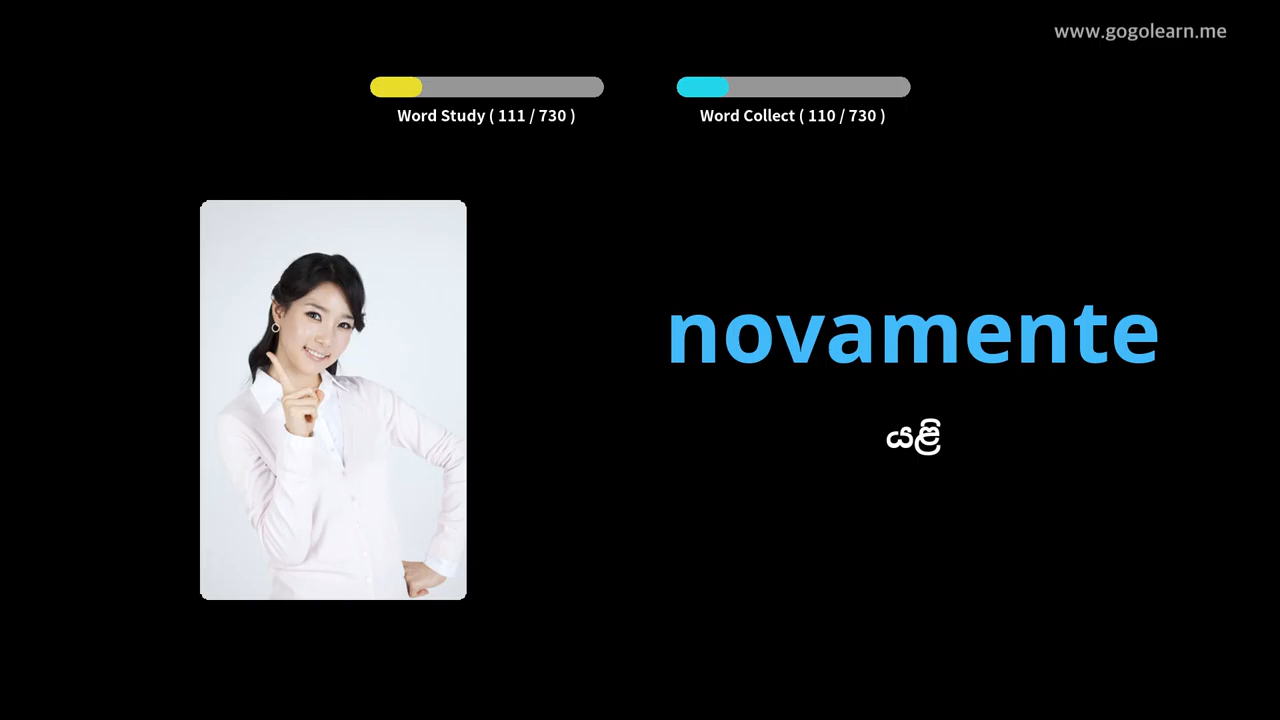 www.gogolearn.me
Word Study ( 111 / 730 )
Word Collect ( 110 / 730 )
novamente
යළි